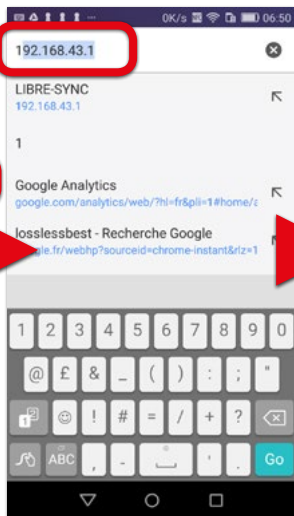 0K/s 06:50
192.168.43.1
LIBRE-SYNC
192.168.43.1
1
Google Analytics
google.com/analytics/web/?hl=fr&pli=1#home/a
losslessbest - Recherche Google
gle.fr/webhp?sourceid=chrome-instant&rlz=1
1 2 3 4 5 6 7 8 9 0
@ £ & _ ( ) : ; "
! # = / + ?
ABC , - ' .
Go